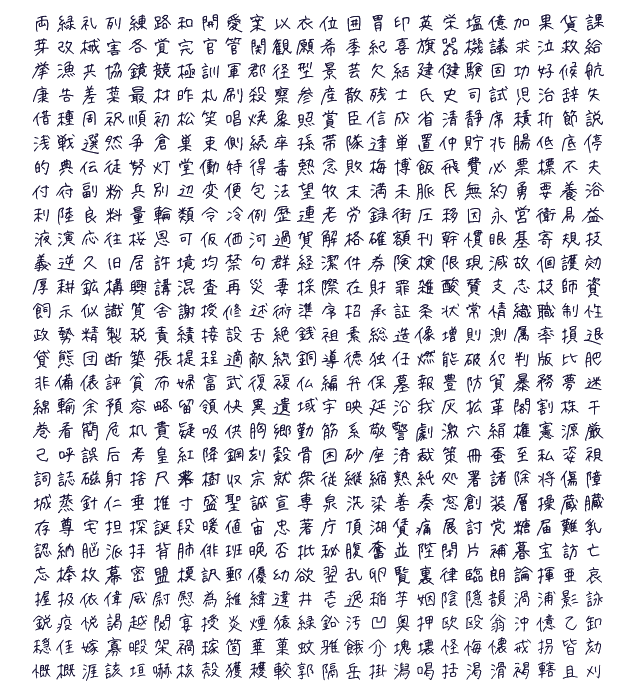 両緑礼列練路和開愛案以衣位囲胃印英栄塩億加果貨課
芽改械害各覚完官管関観願希季紀喜旗器機議求泣救給
挙漁共協鏡競極訓軍郡径型景芸欠結建健験固功好候航
康告差菜最材昨札刷殺察参産散残士氏史司試児治辞失
借種周祝順初松笑唱焼象照賞臣信成省清静席積折節説
浅戦選然争倉巣束側続卒孫帯隊達単置仲貯兆腸低底停
的典伝徒努灯堂働特得毒熱念敗梅博飯飛費必票標不夫
付府副粉兵別辺変便包法望牧末満未脈民無約勇要養浴
利陸良料量輪類令冷例歴連老労録街圧移因永営衛易益
液演応往桜恩可仮価河過賀解格確額刊幹慣眼基寄規技
義逆久旧居許境均禁句群経潔件券険検限現減故個護効
厚耕鉱構興講混査再災妻採際在財罪雑酸賛支志枝師資
飼示似識質舎謝授修述術準序招承証条状常情織職制性
政勢精製税責績接設舌絶銭祖素総造像増則測属率損退
貸態団断築張提程適敵統銅導徳独任燃能破犯判版比肥
非備俵評貧布婦富武復複仏編弁保墓報豊防貿暴務夢迷
綿輸余預容略留領快異遺域宇映延沿我灰拡革閣割株干
巻看簡危机貴疑吸供胸郷勤筋系敬警劇激穴絹権憲源厳
己呼誤后孝皇紅降鋼刻穀骨困砂座済裁策冊蚕至私姿視
詞誌磁射捨尺収宗就衆従縦縮熟純処署諸除将傷障
城蒸針仁垂推寸盛聖誠宣専泉洗染善奏窓創装層操蔵臓
存尊宅担探誕段暖値宙忠著庁頂潮賃痛展討党糖届難乳
認納脳派拝背肺俳班晩否批秘腹奮並陛閉片補暮宝訪亡
忘棒枚幕密盟模訳郵優幼欲翌乱卵覧裏律臨朗論揮亜哀
握扱依偉威尉慰為維緯違井壱逸稲芋姻陰隠韻渦浦影詠
鋭疫悦謁越閲宴援炎煙猿縁鉛汚凹奥押欧殴翁沖憶乙卸
穏佳嫁寡暇架禍稼箇華菓蚊雅餓介塊壊怪悔懐戒拐皆劾
慨概涯該垣嚇核殻獲穫較郭隔岳掛潟喝括渇滑褐轄且刈